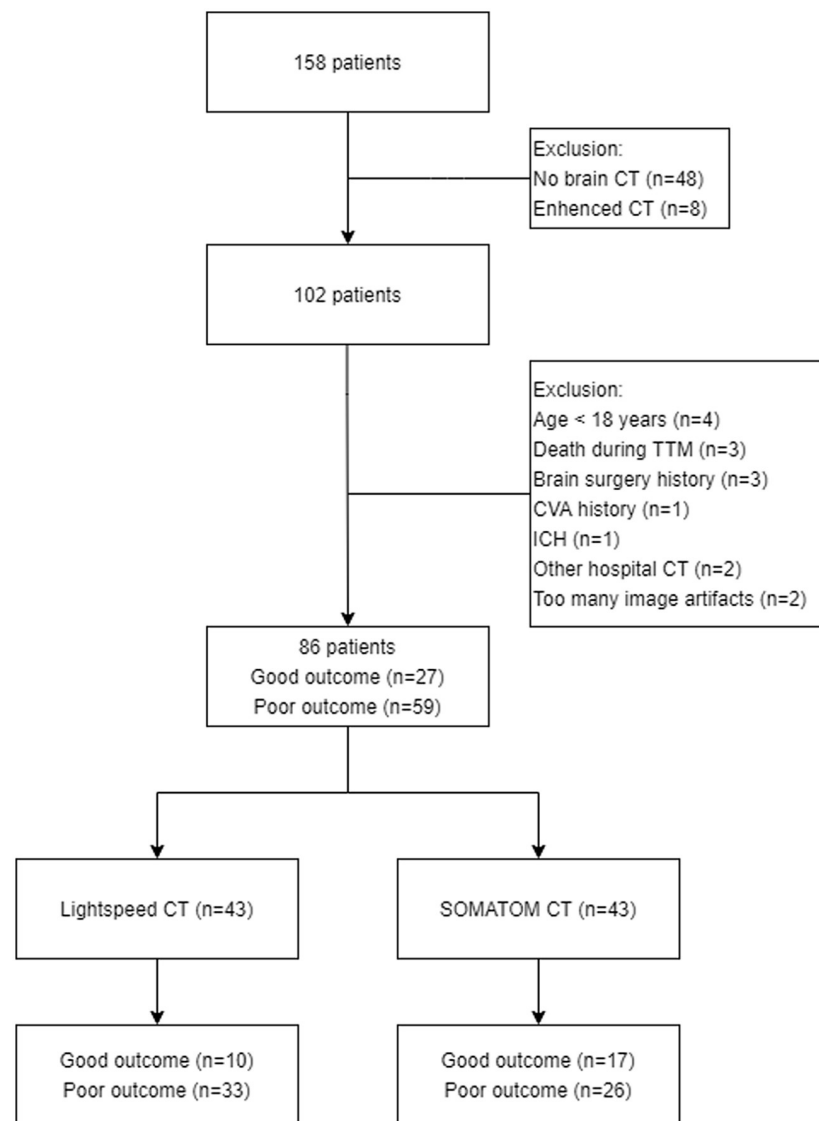 158 patients
Exclusion:
No brain CT (n=48)
Enhenced CT (n=8)
102 patients
Exclusion:
Age < 18 years (n=4)
Death during TTM (n=3)
Brain surgery history (n=3)
CVA history (n=1)
ICH (n=1)
Other hospital CT (n=2)
Too many image artifacts (n=2)
86 patients
Good outcome (n=27)
Poor outcome (n=59)
Lightspeed CT (n=43)
SOMATOM CT (n=43)
Good outcome (n=10)
Poor outcome (n=33)
Good outcome (n=17)
Poor outcome (n=26)